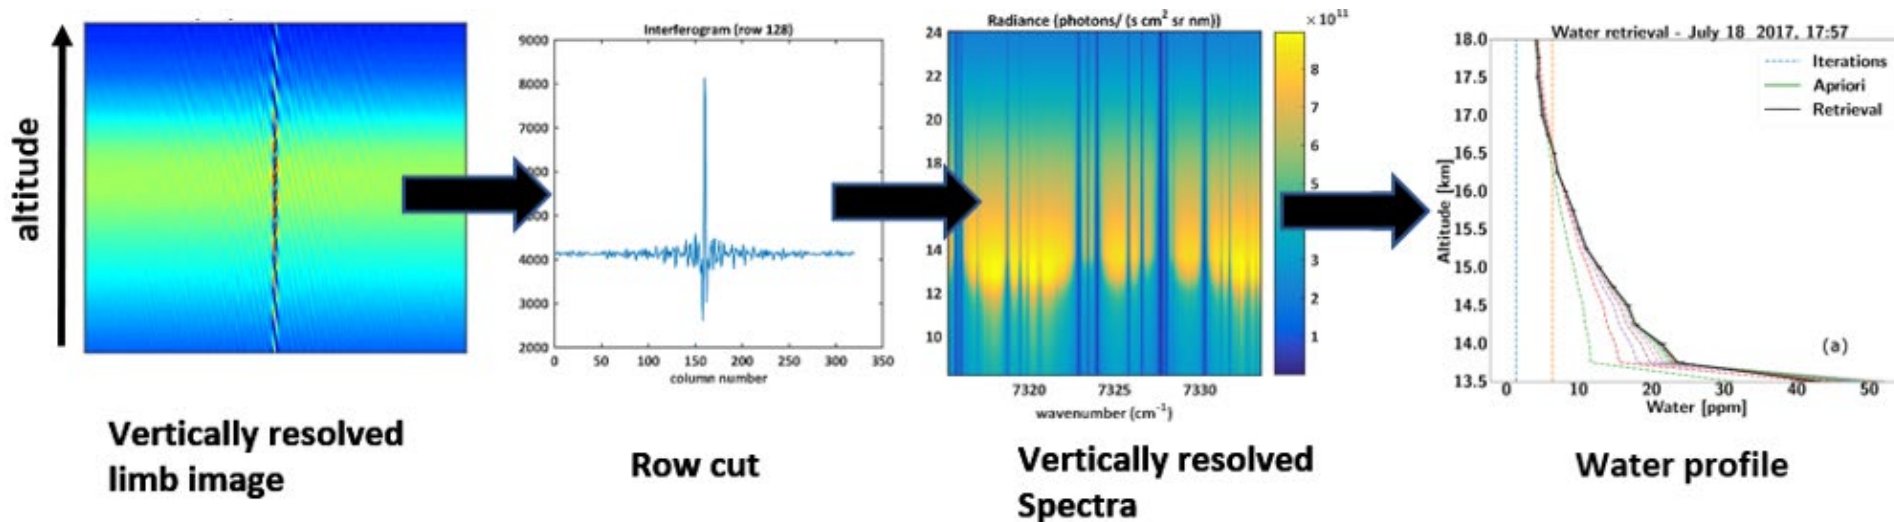 altitude
Vertically resolved
limb image
Interferogram (row 128)
9000
8000
7000
5000
4000
3000
2000
0
50
100
150
200
250
300
350
column number
Row cut
Radiance (photons/ (s cm² sr nm))
×10¹¹
24
22
20
18
14
12
10
7320
7325
7330
wavenumber (cm⁻¹)
8
7
6
5
3
2
1
Vertically resolved
Spectra
Water retrieval - July 18 2017, 17:57
Iterations
Apriori
Retrieval
18.0
17.5
17.0
16.5
16.0
15.5
15.0
14.5
14.0
13.5
Altitude [km]
(a)
0
10
20
30
40
50
Water [ppm]
Water profile